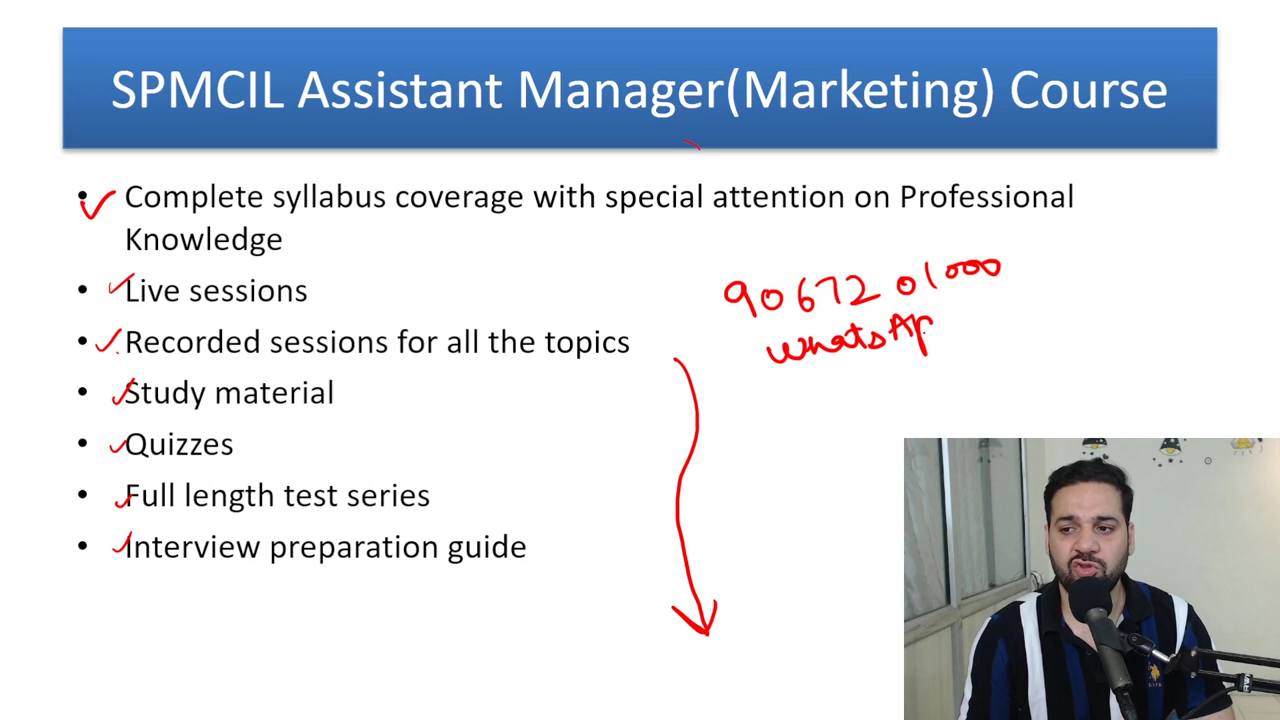 SPMCIL Assistant Manager(Marketing) Course
• Complete syllabus coverage with special attention on Professional
Knowledge
• Live sessions
• Recorded sessions for all the topics
• Study material
• Quizzes
• Full length test series
• Interview preparation guide
90672 01000
WhatsAp